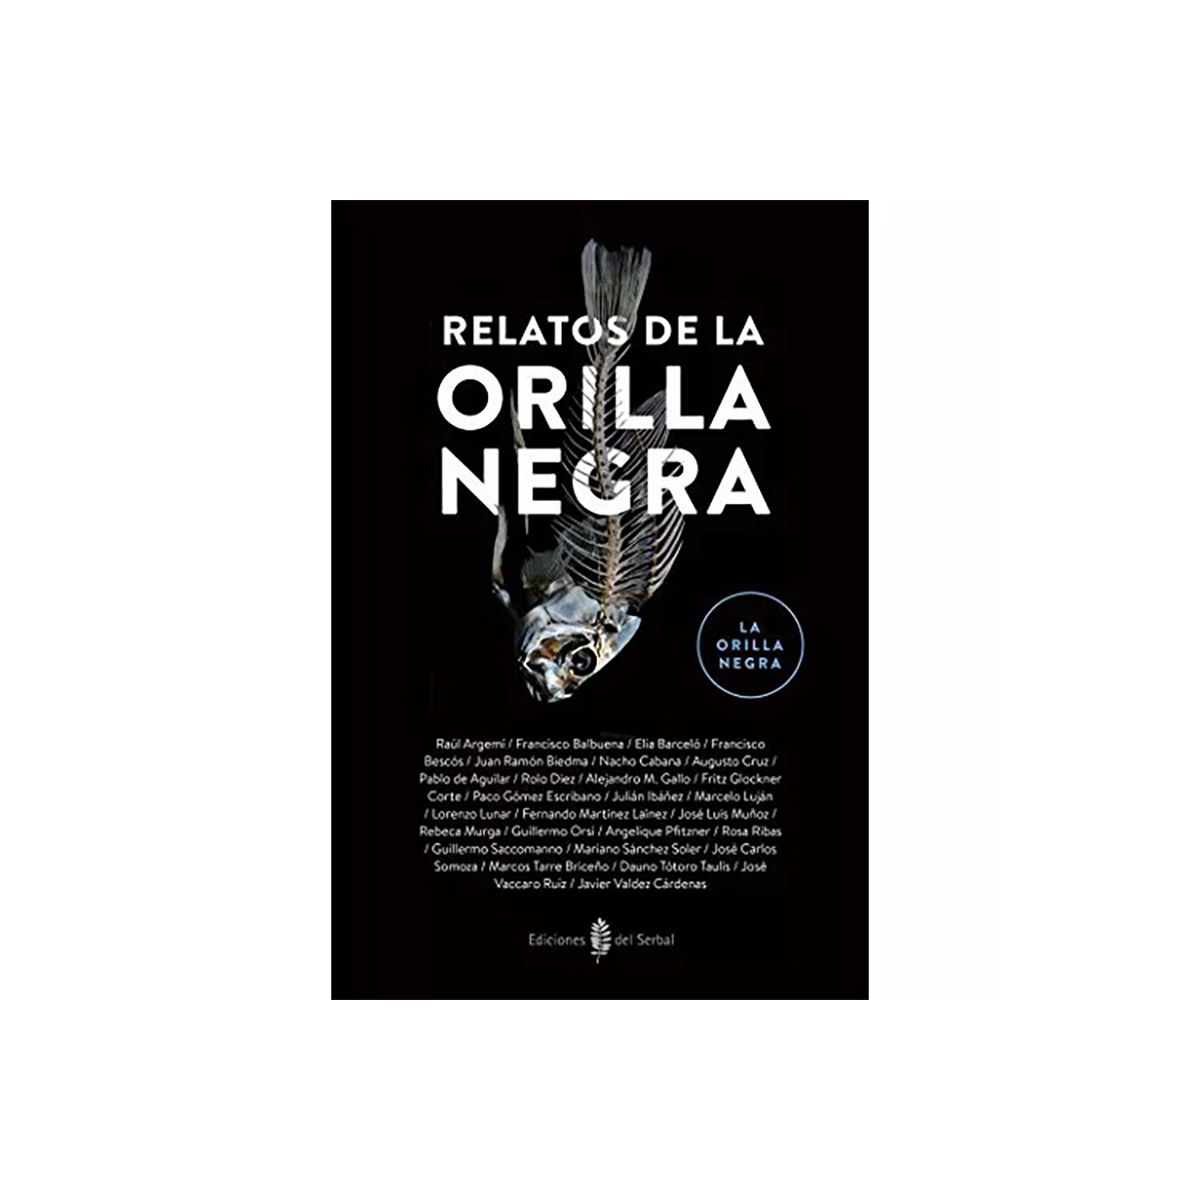 RELATOS DE LA
ORILLA
NEGRA
LA
ORILLA
NEGRA
Raúl Argemí / Francisco Balbuena / Elia Barceló / Francisco
Bescós / Juan Ramón Biedma / Nacho Cabana / Augusto Cruz /
Pablo de Aguilar / Rolo Diez / Alejandro M. Gallo / Fritz Glockner
Corte / Paco Gómez Escribano / Julián Ibáñez / Marcelo Luján
/ Lorenzo Lunar / Fernando Martínez Laínez / José Luis Muñoz /
Rebeca Murga / Guillermo Orsi / Angelique Pfitzner / Rosa Ribas
/ Guillermo Saccomanno / Mariano Sánchez Soler / José Carlos
Somoza / Marcos Tarre Briceño / Dauno Tótoro Taulis / José
Vaccaro Ruiz / Javier Valdez Cárdenas
Ediciones del Serbal